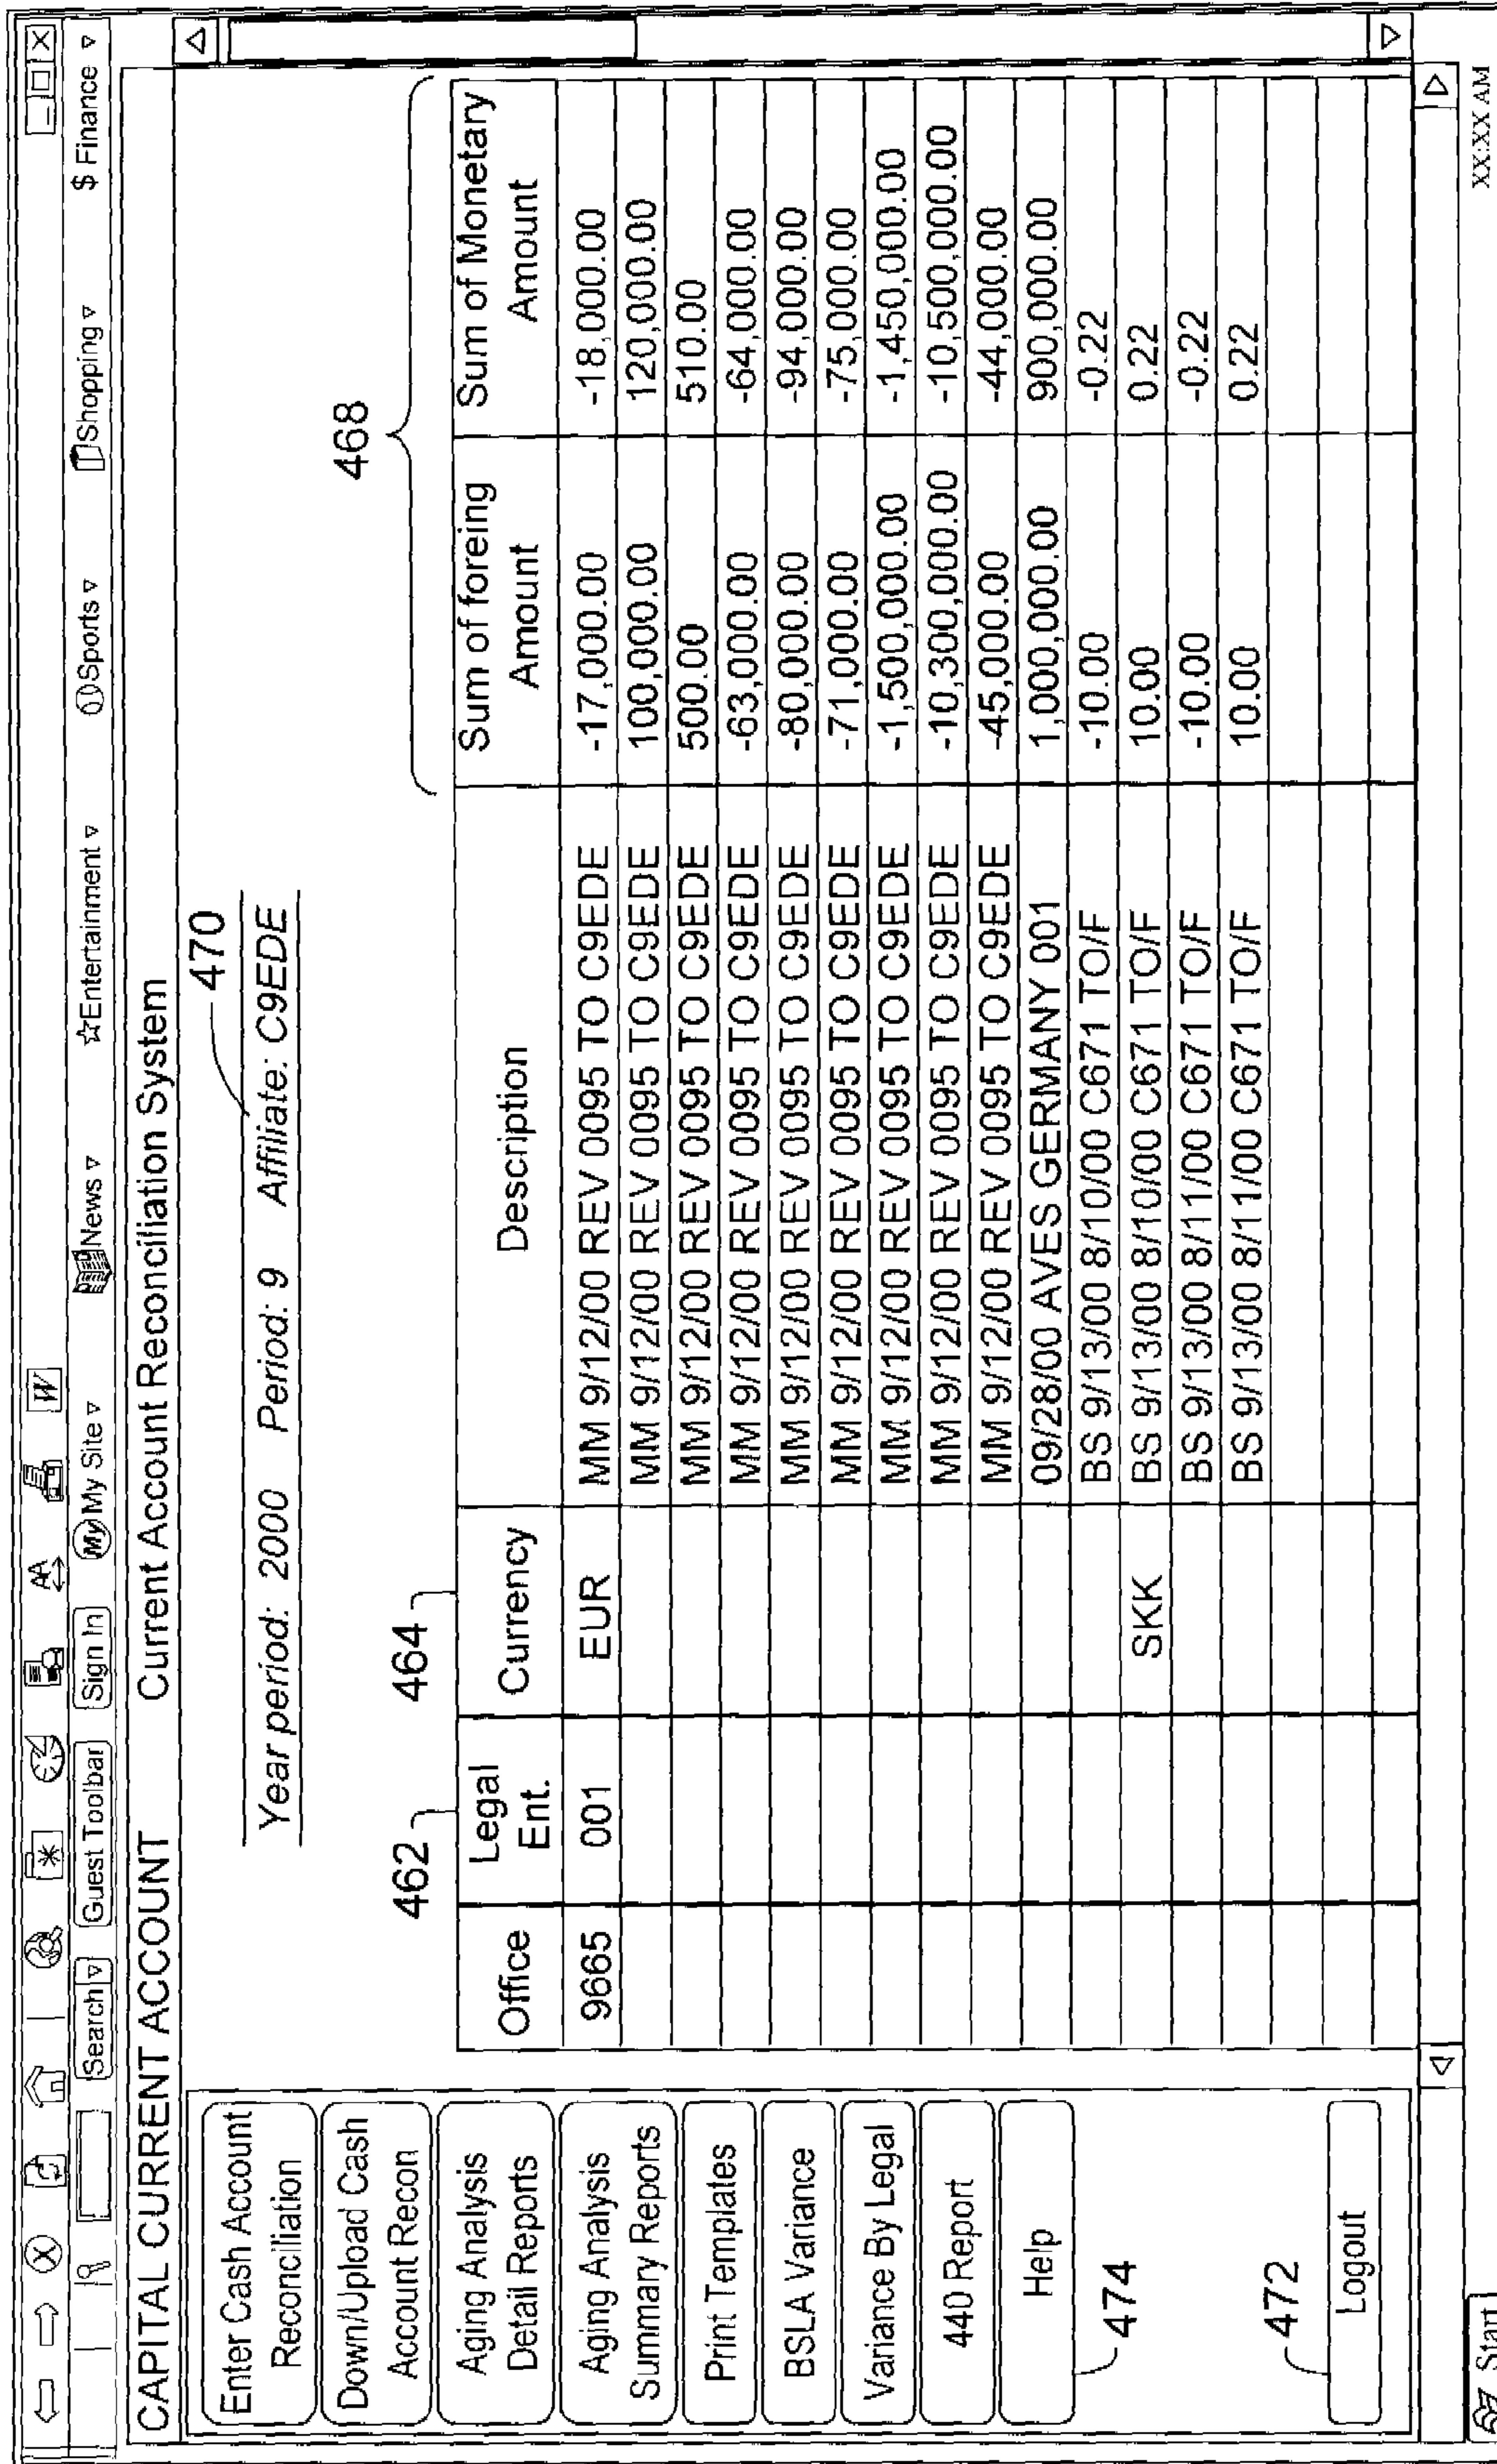 W
Search Guest Toolbar Sign In My My Site News Entertainment Sports Shopping $ Finance
CAPITAL CURRENT ACCOUNT Current Account Reconciliation System
470
Year period: 2000 Period: 9 Affiliate: C9EDE
Enter Cash Account
Reconciliation
Down/Upload Cash
Account Recon
Aging Analysis
Detail Reports
Aging Analysis
Summary Reports
Print Templates
BSLA Variance
Variance By Legal
440 Report
Help
474
472
Logout
462 464 468
Office Legal Ent. Currency Description Sum of foreing Amount Sum of Monetary Amount
9665 001 EUR MM 9/12/00 REV 0095 TO C9EDE -17,000.00 -18,000.00
MM 9/12/00 REV 0095 TO C9EDE 100,000.00 120,000.00
MM 9/12/00 REV 0095 TO C9EDE 500.00 510.00
MM 9/12/00 REV 0095 TO C9EDE -63,000.00 -64,000.00
MM 9/12/00 REV 0095 TO C9EDE -80,000.00 -94,000.00
MM 9/12/00 REV 0095 TO C9EDE -71,000.00 -75,000.00
MM 9/12/00 REV 0095 TO C9EDE -1,500,000.00 -1,450,000.00
MM 9/12/00 REV 0095 TO C9EDE -10,300,000.00 -10,500,000.00
MM 9/12/00 REV 0095 TO C9EDE -45,000.00 -44,000.00
09/28/00 AVES GERMANY 001 1,000,000.00 900,000.00
BS 9/13/00 8/10/00 C671 TO/F -10.00 -0.22
SKK BS 9/13/00 8/10/00 C671 TO/F 10.00 0.22
BS 9/13/00 8/11/00 C671 TO/F -10.00 -0.22
BS 9/13/00 8/11/00 C671 TO/F 10.00 0.22
Start XX:XX AM